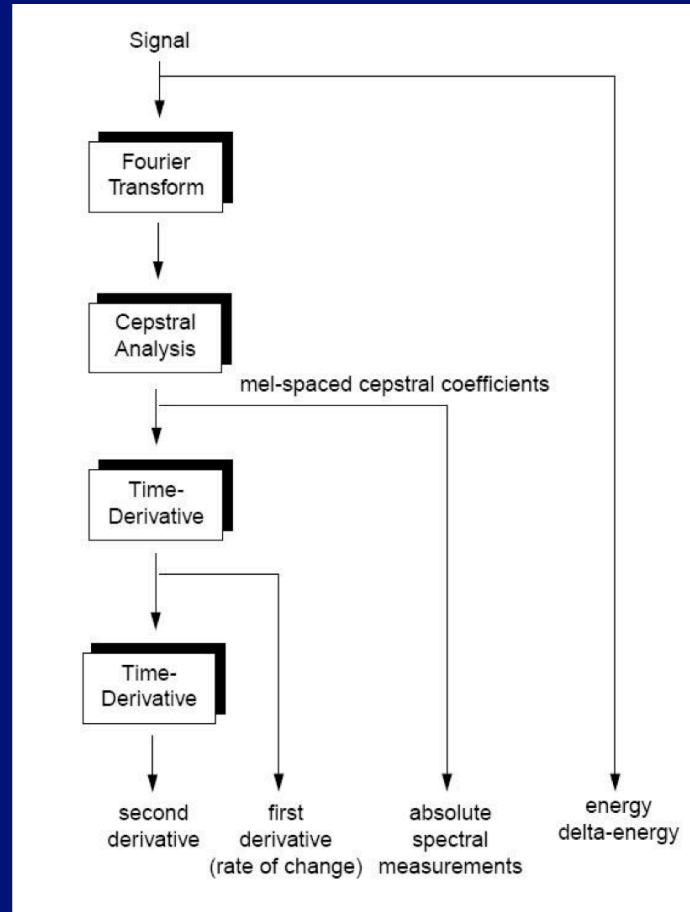 Signal
Fourier
Transform
Cepstral
Analysis
mel-spaced cepstral coefficients
Time-
Derivative
Time-
Derivative
second
derivative
first
derivative
(rate of change)
absolute
spectral
measurements
energy
delta-energy